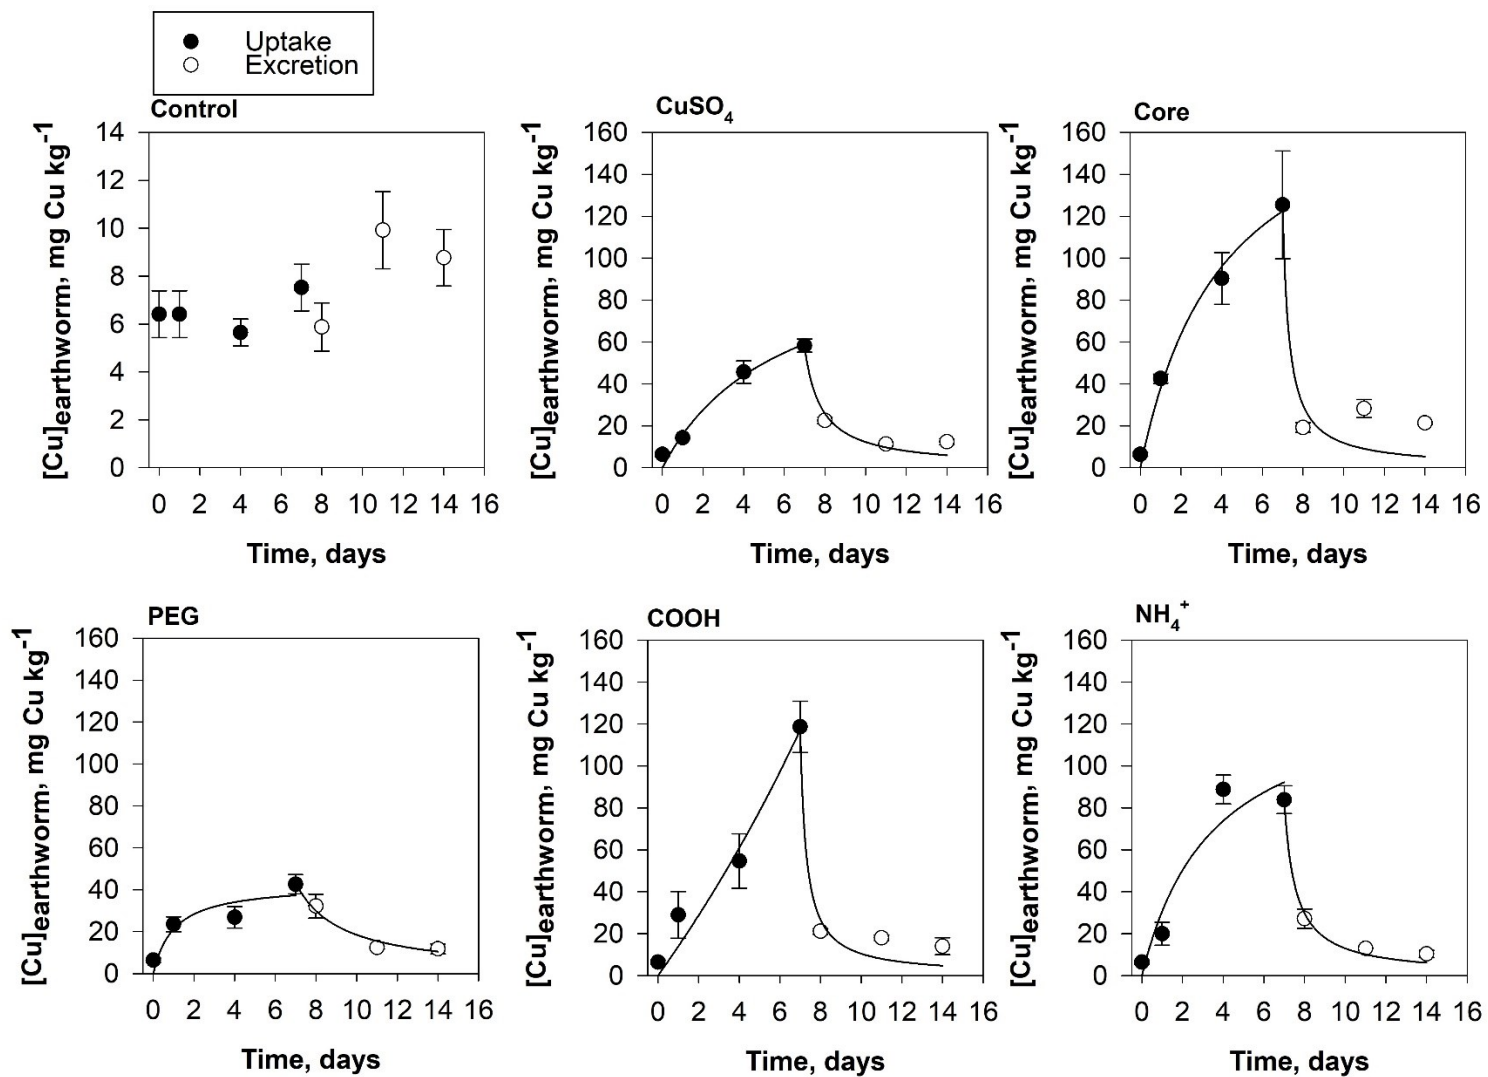 Uptake
Excretion
Control
[Cu]earthworm, mg Cu kg-1
14
12
10
8
6
4
2
0
0 2 4 6 8 10 12 14 16
Time, days
CuSO4
[Cu]earthworm, mg Cu kg-1
160
140
120
100
80
60
40
20
0
0 2 4 6 8 10 12 14 16
Time, days
Core
[Cu]earthworm, mg Cu kg-1
160
140
120
100
80
60
40
20
0
0 2 4 6 8 10 12 14 16
Time, days
PEG
[Cu]earthworm, mg Cu kg-1
160
140
120
100
80
60
40
20
0
0 2 4 6 8 10 12 14 16
Time, days
COOH
[Cu]earthworm, mg Cu kg-1
160
140
120
100
80
60
40
20
0
0 2 4 6 8 10 12 14 16
Time, days
NH4+
[Cu]earthworm, mg Cu kg-1
160
140
120
100
80
60
40
20
0
0 2 4 6 8 10 12 14 16
Time, days